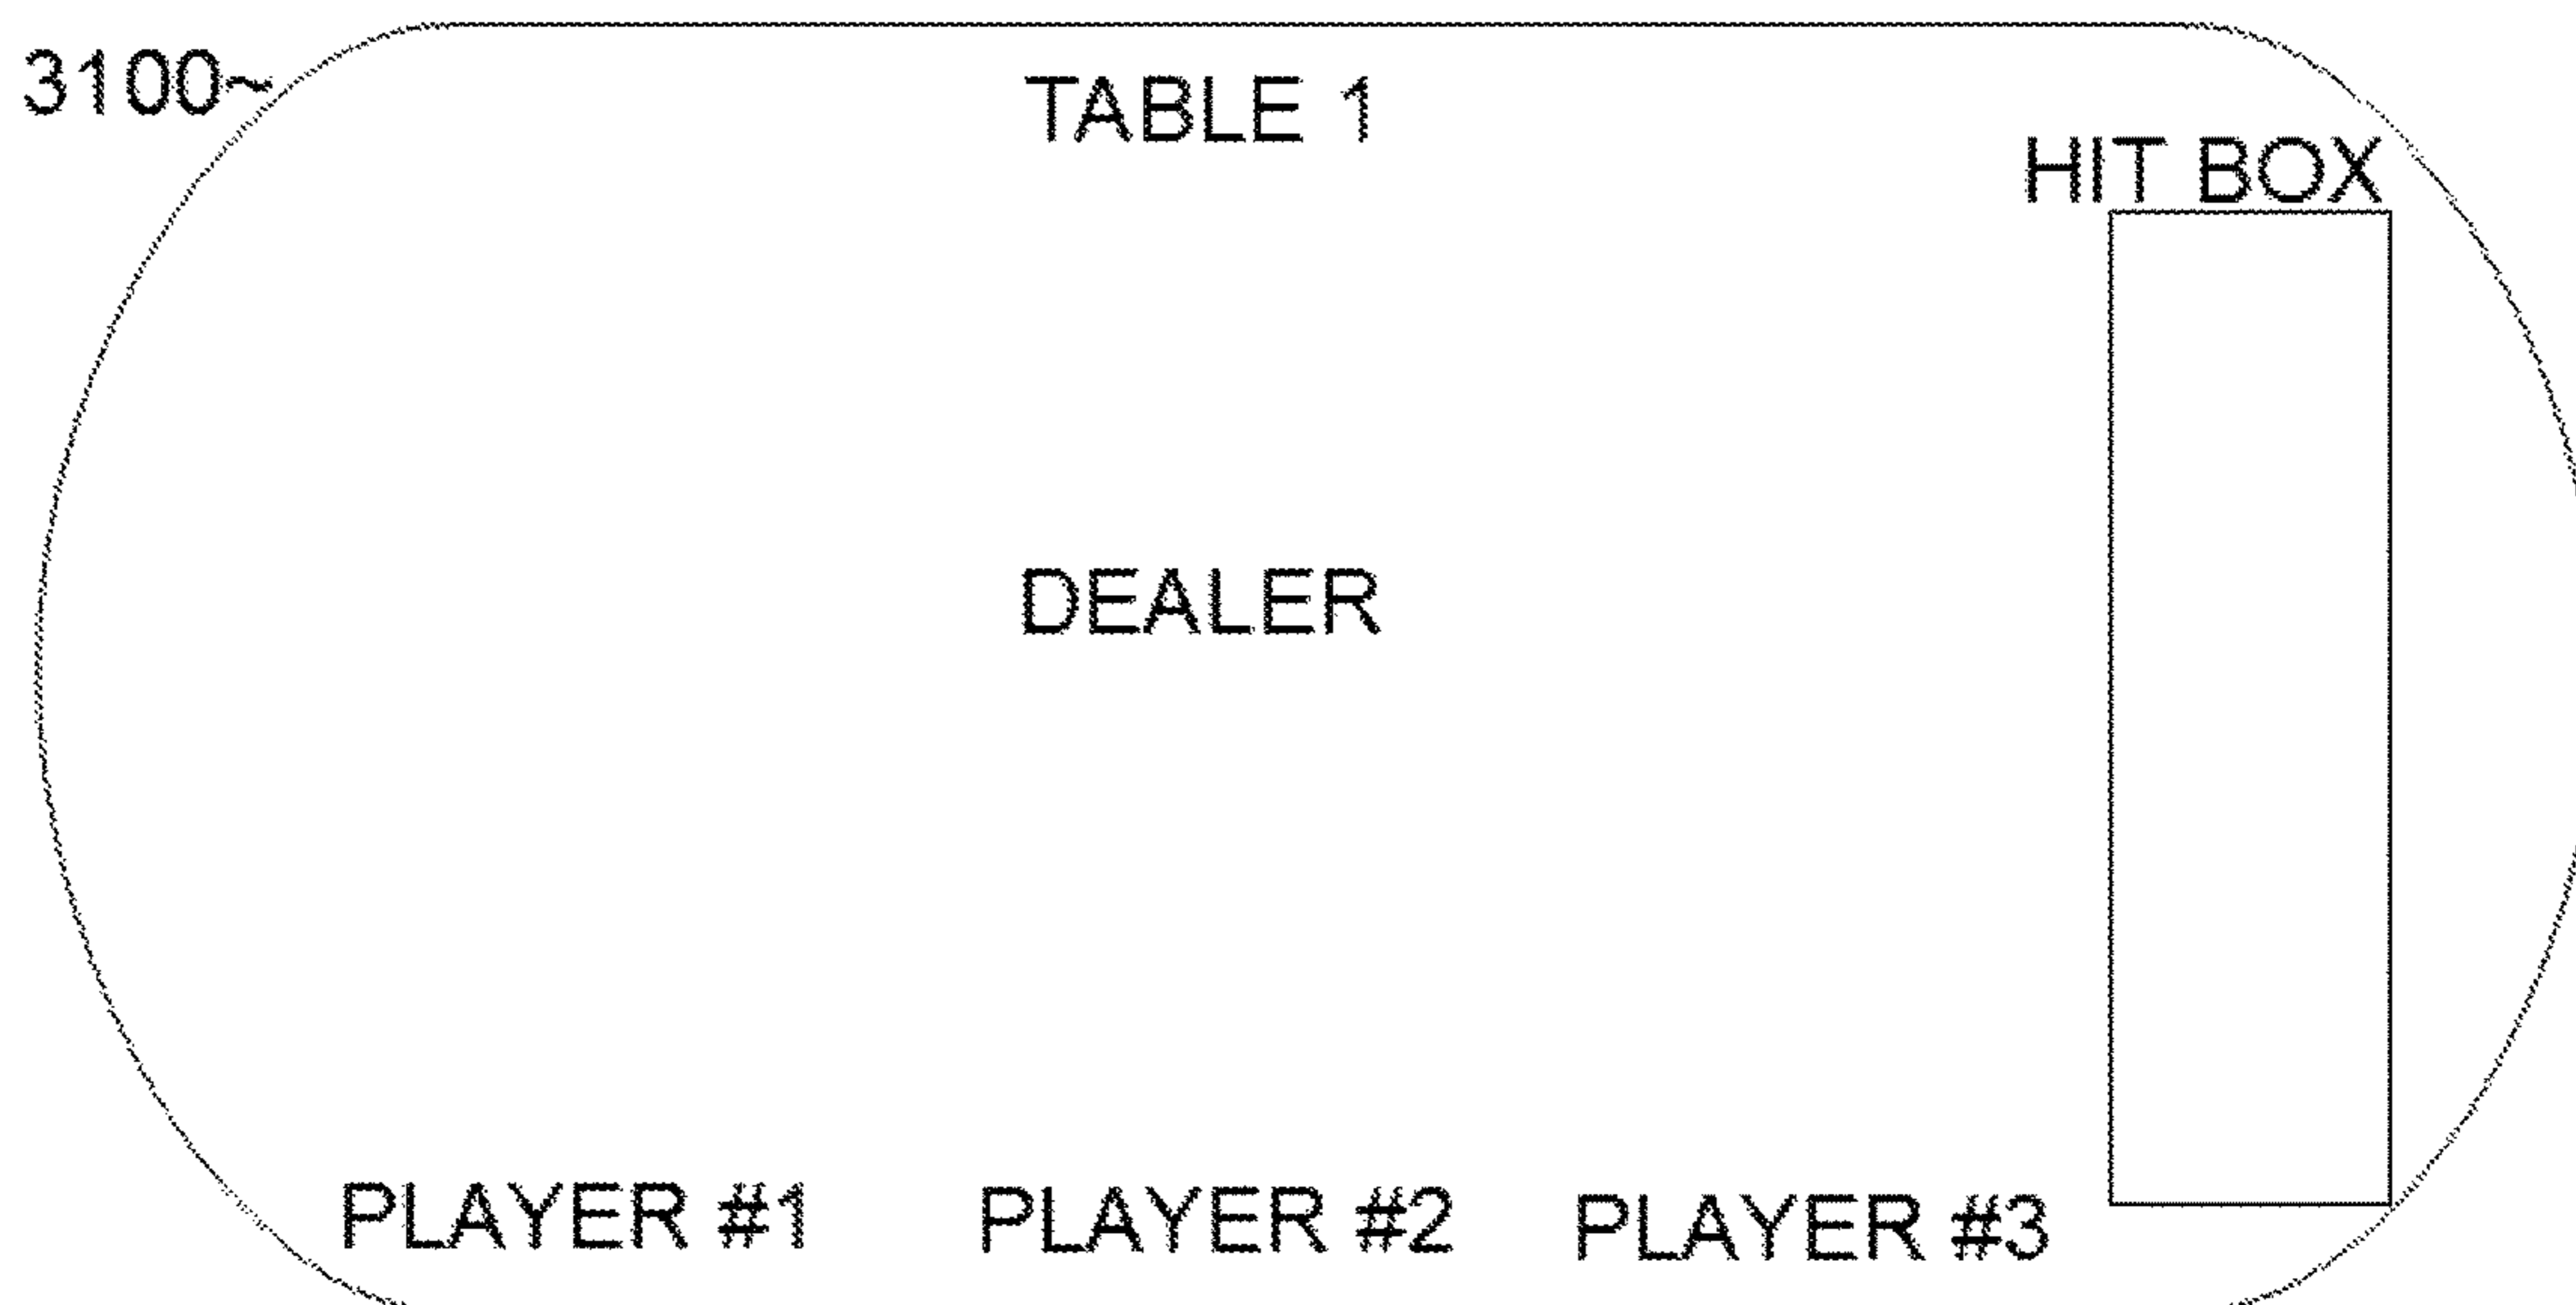 3100~
TABLE 1
HIT BOX
DEALER
PLAYER #1
PLAYER #2
PLAYER #3